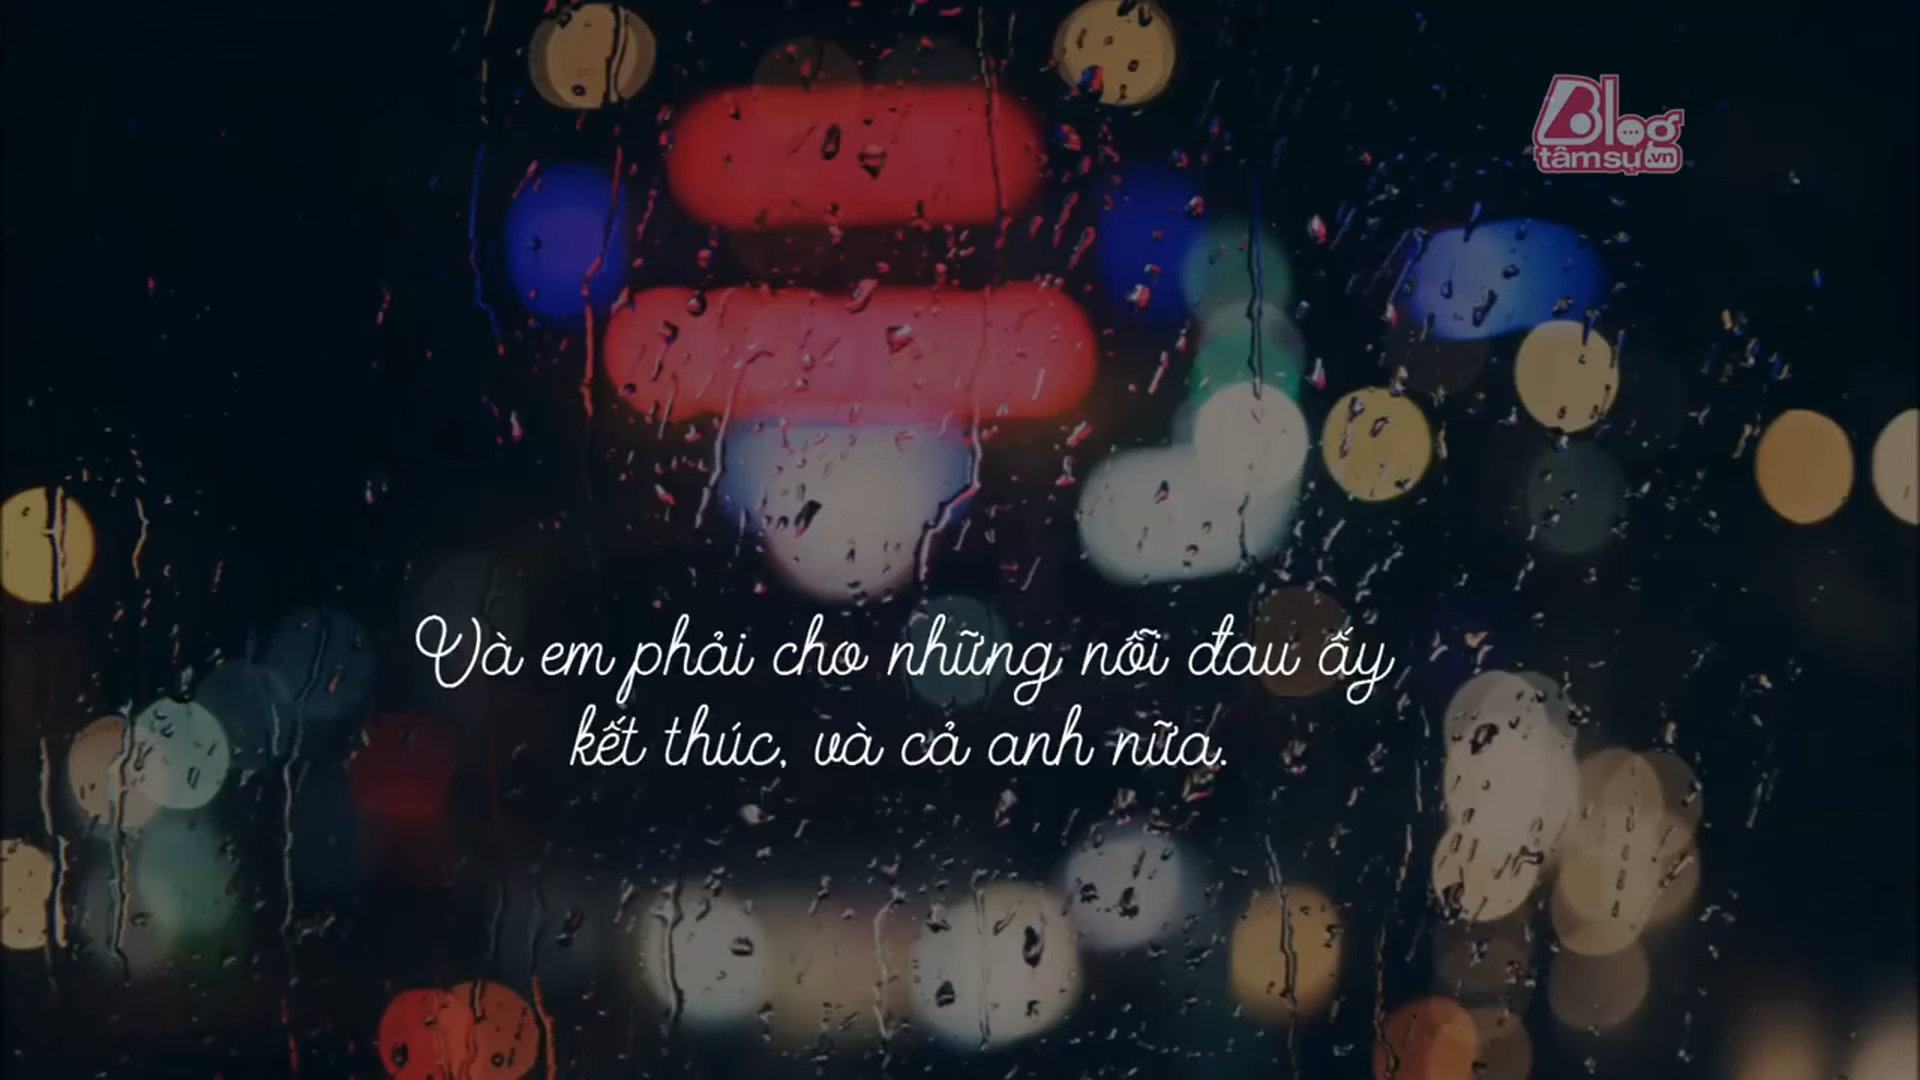 Blog
tâmsự.vn
Và em phải cho những nỗi đau ấy
kết thúc, và cả anh nữa.